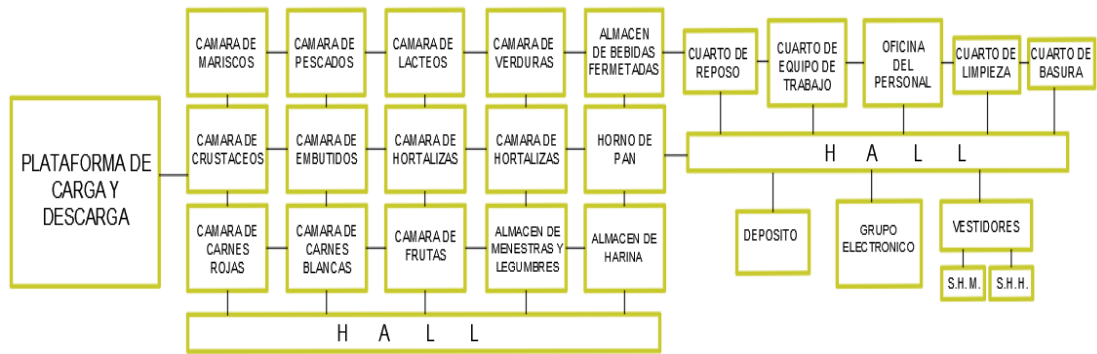 CAMARA DE
MARISCOS
CAMARA DE
PESCADOS
CAMARA DE
LACTEOS
CAMARA DE
VERDURAS
ALMACEN
DE BEBIDAS
FERMETADAS
CUARTO DE
REPOSO
CUARTO DE
EQUIPO DE
TRABAJO
OFICINA
DEL
PERSONAL
CUARTO DE
LIMPIEZA
CUARTO DE
BASURA
PLATAFORMA DE
CARGA Y
DESCARGA
CAMARA DE
CRUSTACEOS
CAMARA DE
EMBUTIDOS
CAMARA DE
HORTALIZAS
CAMARA DE
HORTALIZAS
HORNO DE
PAN
H A L L
CAMARA DE
CARNES
ROJAS
CAMARA DE
CARNES
BLANCAS
CAMARA DE
FRUTAS
ALMACEN DE
MENESTRAS Y
LEGUMBRES
ALMACEN DE
HARINA
DEPOSITO
GRUPO
ELECTRONICO
VESTIDORES
S.H.M.
S.H.H.
H A L L